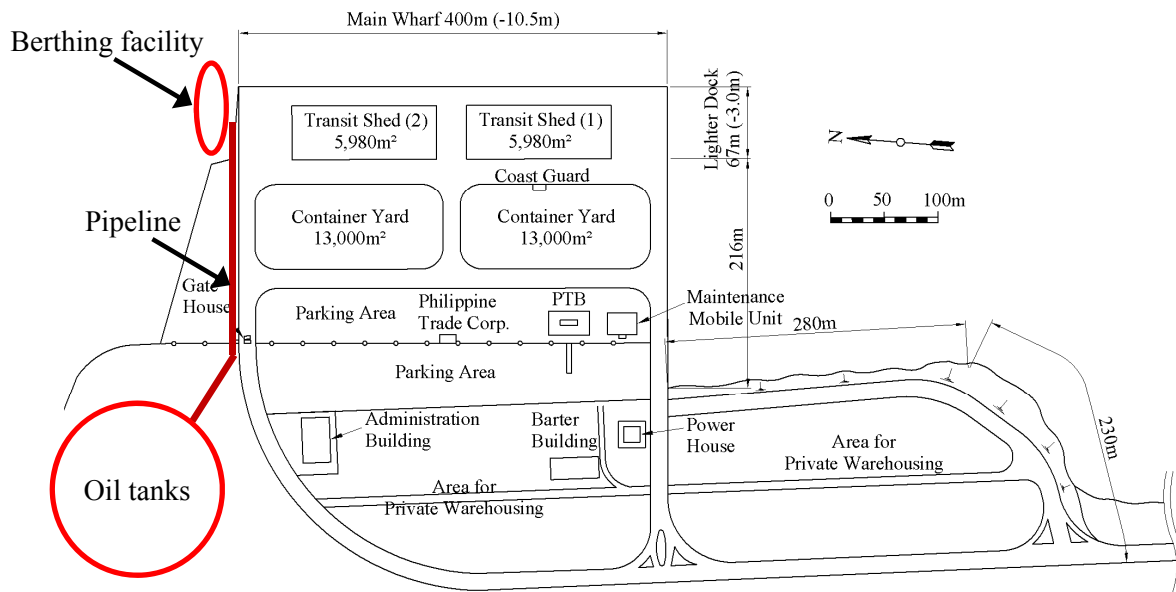 Main Wharf 400m (-10.5m)
Berthing facility
Transit Shed (2)
5,980m²
Transit Shed (1)
5,980m²
Lighter Dock
67m (-3.0m)
N
0 50 100m
Coast Guard
Container Yard
13,000m²
Container Yard
13,000m²
Pipeline
216m
Gate
House
Parking Area
Philippine
Trade Corp.
PTB
Maintenance
Mobile Unit
280m
Parking Area
Administration
Building
Barter
Building
Power
House
Area for
Private Warehousing
230m
Oil tanks
Area for
Private Warehousing